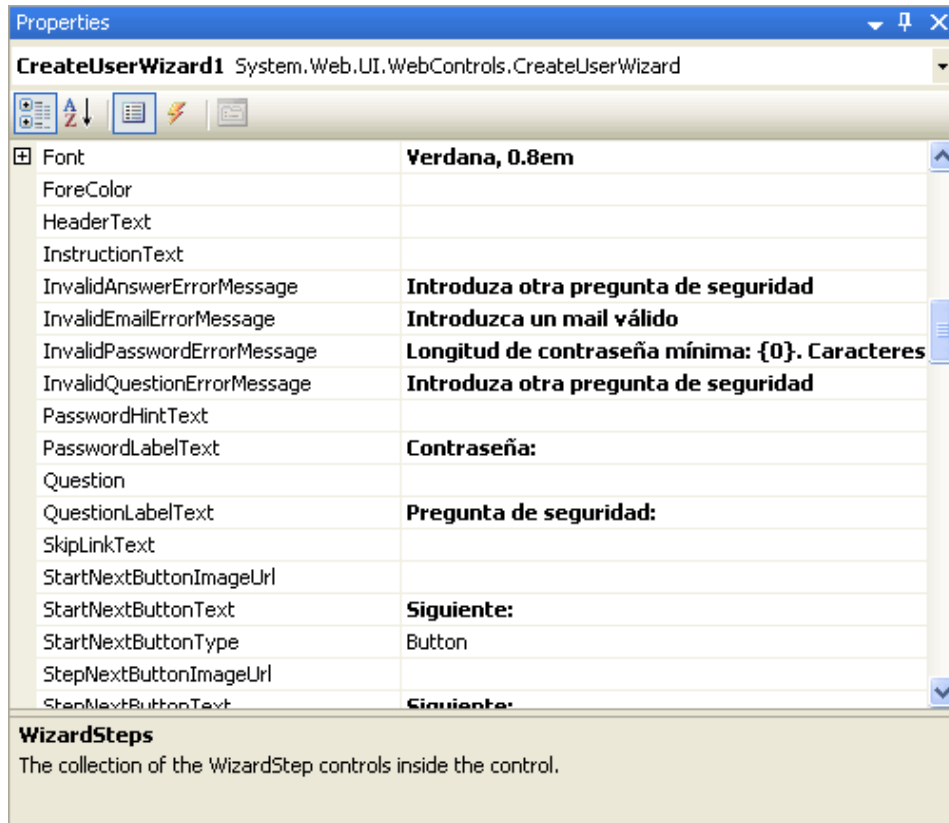 Properties
CreateUserWizard1 System.Web.UI.WebControls.CreateUserWizard
Font Verdana, 0.8em
ForeColor
HeaderText
InstructionText
InvalidAnswerErrorMessage Introduza otra pregunta de seguridad
InvalidEmailErrorMessage Introduzca un mail válido
InvalidPasswordErrorMessage Longitud de contraseña mínima: {0}. Caracteres
InvalidQuestionErrorMessage Introduza otra pregunta de seguridad
PasswordHintText
PasswordLabelText Contraseña:
Question
QuestionLabelText Pregunta de seguridad:
SkipLinkText
StartNextButtonImageUrl
StartNextButtonText Siguiente:
StartNextButtonType Button
StepNextButtonImageUrl
StepNextButtonText Siguiente:
WizardSteps
The collection of the WizardStep controls inside the control.